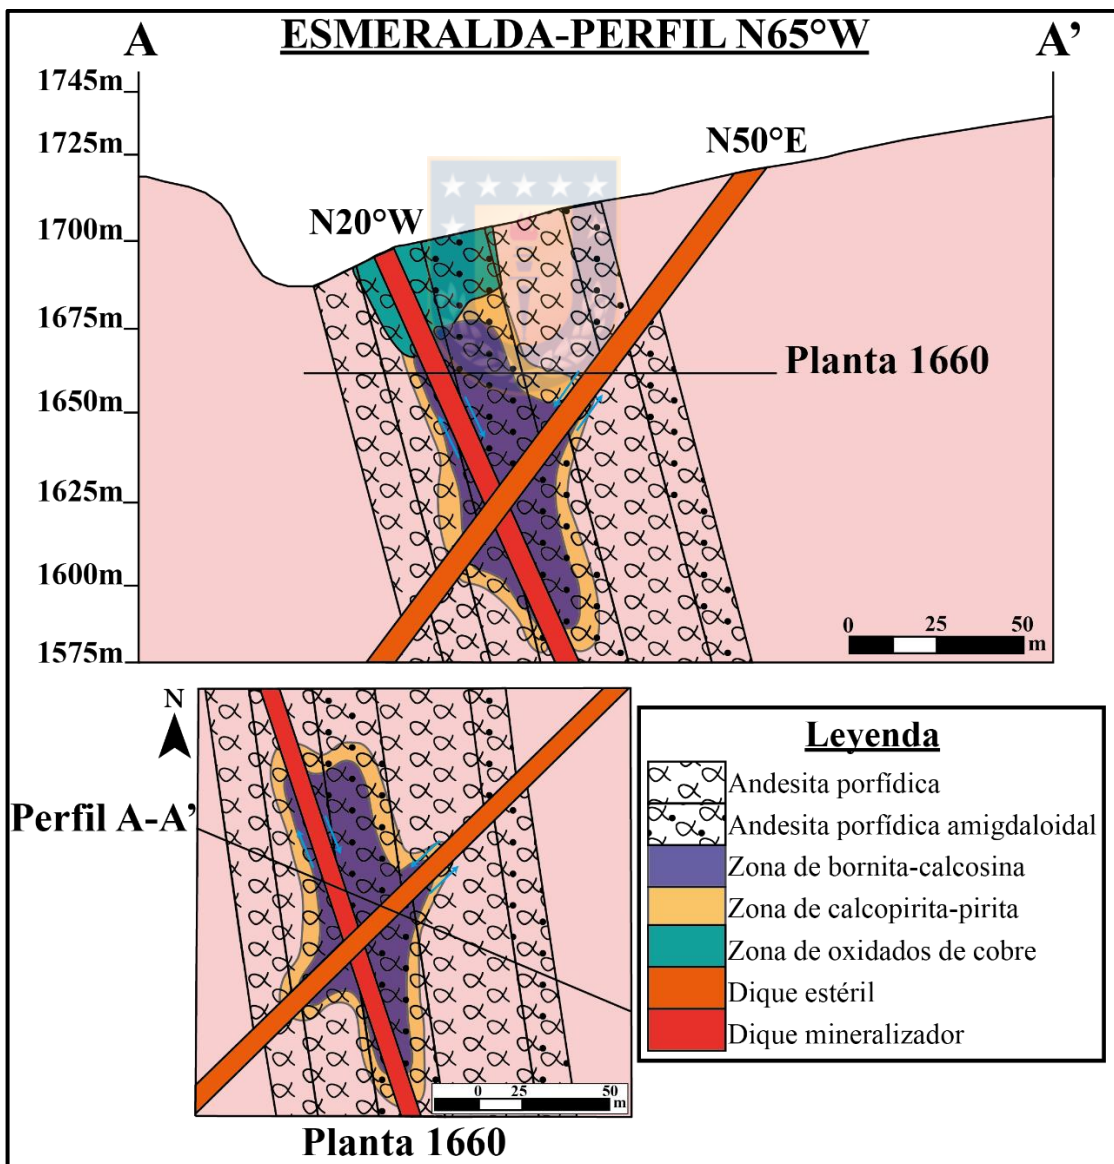 ESMERALDA-PERFIL N65°W
A
A'
1745m
1725m
1700m
1675m
1650m
1625m
1600m
1575m
N20°W
N50°E
Planta 1660
0 25 50
m
N
Perfil A-A'
0 25 50
m
Planta 1660
Leyenda
Andesita porfídica
Andesita porfídica amigdaloidal
Zona de bornita-calcosina
Zona de calcopirita-pirita
Zona de oxidados de cobre
Dique estéril
Dique mineralizador